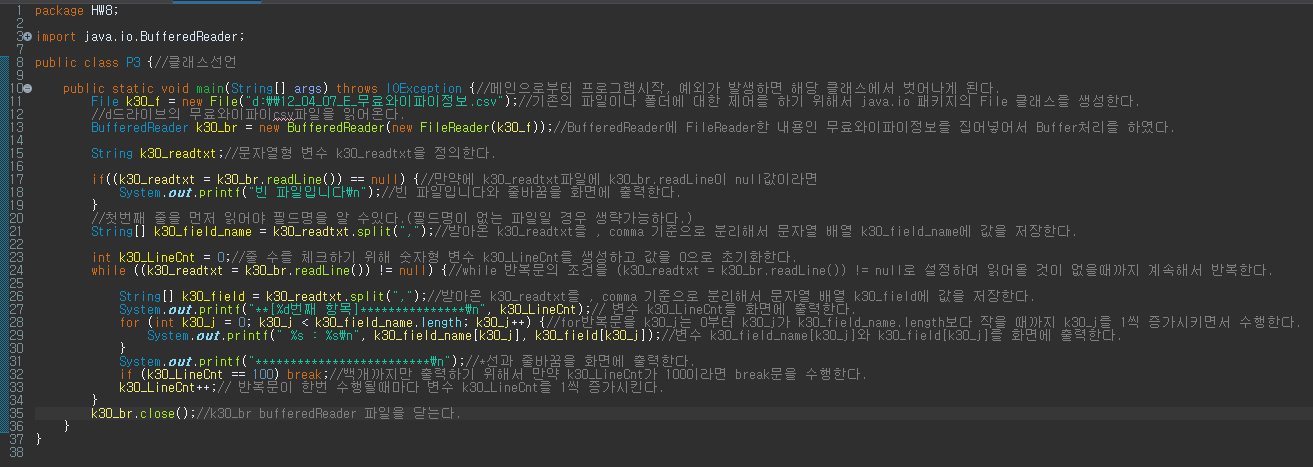 1 package HW8;
2
3 import java.io.BufferedReader;
7
8 public class P3 {//클래스선언
9
10 public static void main(String[] args) throws IOException {//메인으로부터 프로그램시작, 예외가 발생하면 해당 클래스에서 벗어나게 된다.
11 File k30_f = new File("d:\\12_04_07_E_무료와이파이정보.csv");//기존의 파일이나 폴더에 대한 제어를 하기 위해서 java.io 패키지의 File 클래스를 생성한다.
12 //d드라이브의 무료와이파이csv파일을 읽어온다.
13 BufferedReader k30_br = new BufferedReader(new FileReader(k30_f));//BufferedReader에 FileReader한 내용인 무료와이파이정보를 집어넣어서 Buffer처리를 하였다.
14
15 String k30_readtxt;//문자열형 변수 k30_readtxt을 정의한다.
16
17 if((k30_readtxt = k30_br.readLine()) == null) {//만약에 k30_readtxt파일에 k30_br.readLine이 null값이라면
18 System.out.printf("빈 파일입니다\n");//빈 파일입니다와 줄바꿈을 화면에 출력한다.
19 }
20 //첫번째 줄을 먼저 읽어야 필드명을 알 수있다.(필드명이 없는 파일일 경우 생략가능하다.)
21 String[] k30_field_name = k30_readtxt.split(",");//받아온 k30_readtxt를 , comma 기준으로 분리해서 문자열 배열 k30_field_name에 값을 저장한다.
22
23 int k30_LineCnt = 0;//줄 수를 체크하기 위해 숫자형 변수 k30_LineCnt를 생성하고 값을 0으로 초기화한다.
24 while ((k30_readtxt = k30_br.readLine()) != null) {//while 반복문의 조건을 (k30_readtxt = k30_br.readLine()) != null로 설정하여 읽어올 것이 없을때까지 계속해서 반복한다.
25
26 String[] k30_field = k30_readtxt.split(",");//받아온 k30_readtxt를 , comma 기준으로 분리해서 문자열 배열 k30_field에 값을 저장한다.
27 System.out.printf("**[%d번째 항목]***************\n", k30_LineCnt);// 변수 k30_LineCnt를 화면에 출력한다.
28 for (int k30_j = 0; k30_j < k30_field_name.length; k30_j++) {//for반복문을 k30_j는 0부터 k30_j가 k30_field_name.length보다 작을 때까지 k30_j를 1씩 증가시키면서 수행한다.
29 System.out.printf(" %s : %s\n", k30_field_name[k30_j], k30_field[k30_j]);//변수 k30_field_name[k30_j]와 k30_field[k30_j]를 화면에 출력한다.
30 }
31 System.out.printf("*************************\n");//*선과 줄바꿈을 화면에 출력한다.
32 if (k30_LineCnt == 100) break;//백개까지만 출력하기 위해서 만약 k30_LineCnt가 100이라면 break문을 수행한다.
33 k30_LineCnt++;// 반복문이 한번 수행될때마다 변수 k30_LineCnt를 1씩 증가시킨다.
34 }
35 k30_br.close();//k30_br bufferedReader 파일을 닫는다.
36 }
37 }
38